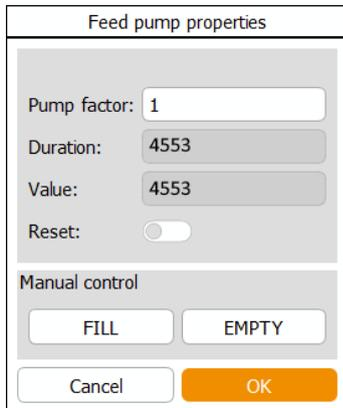 Feed pump properties
Pump factor: 1
Duration: 4553
Value: 4553
Reset:
Manual control
FILL EMPTY
Cancel OK